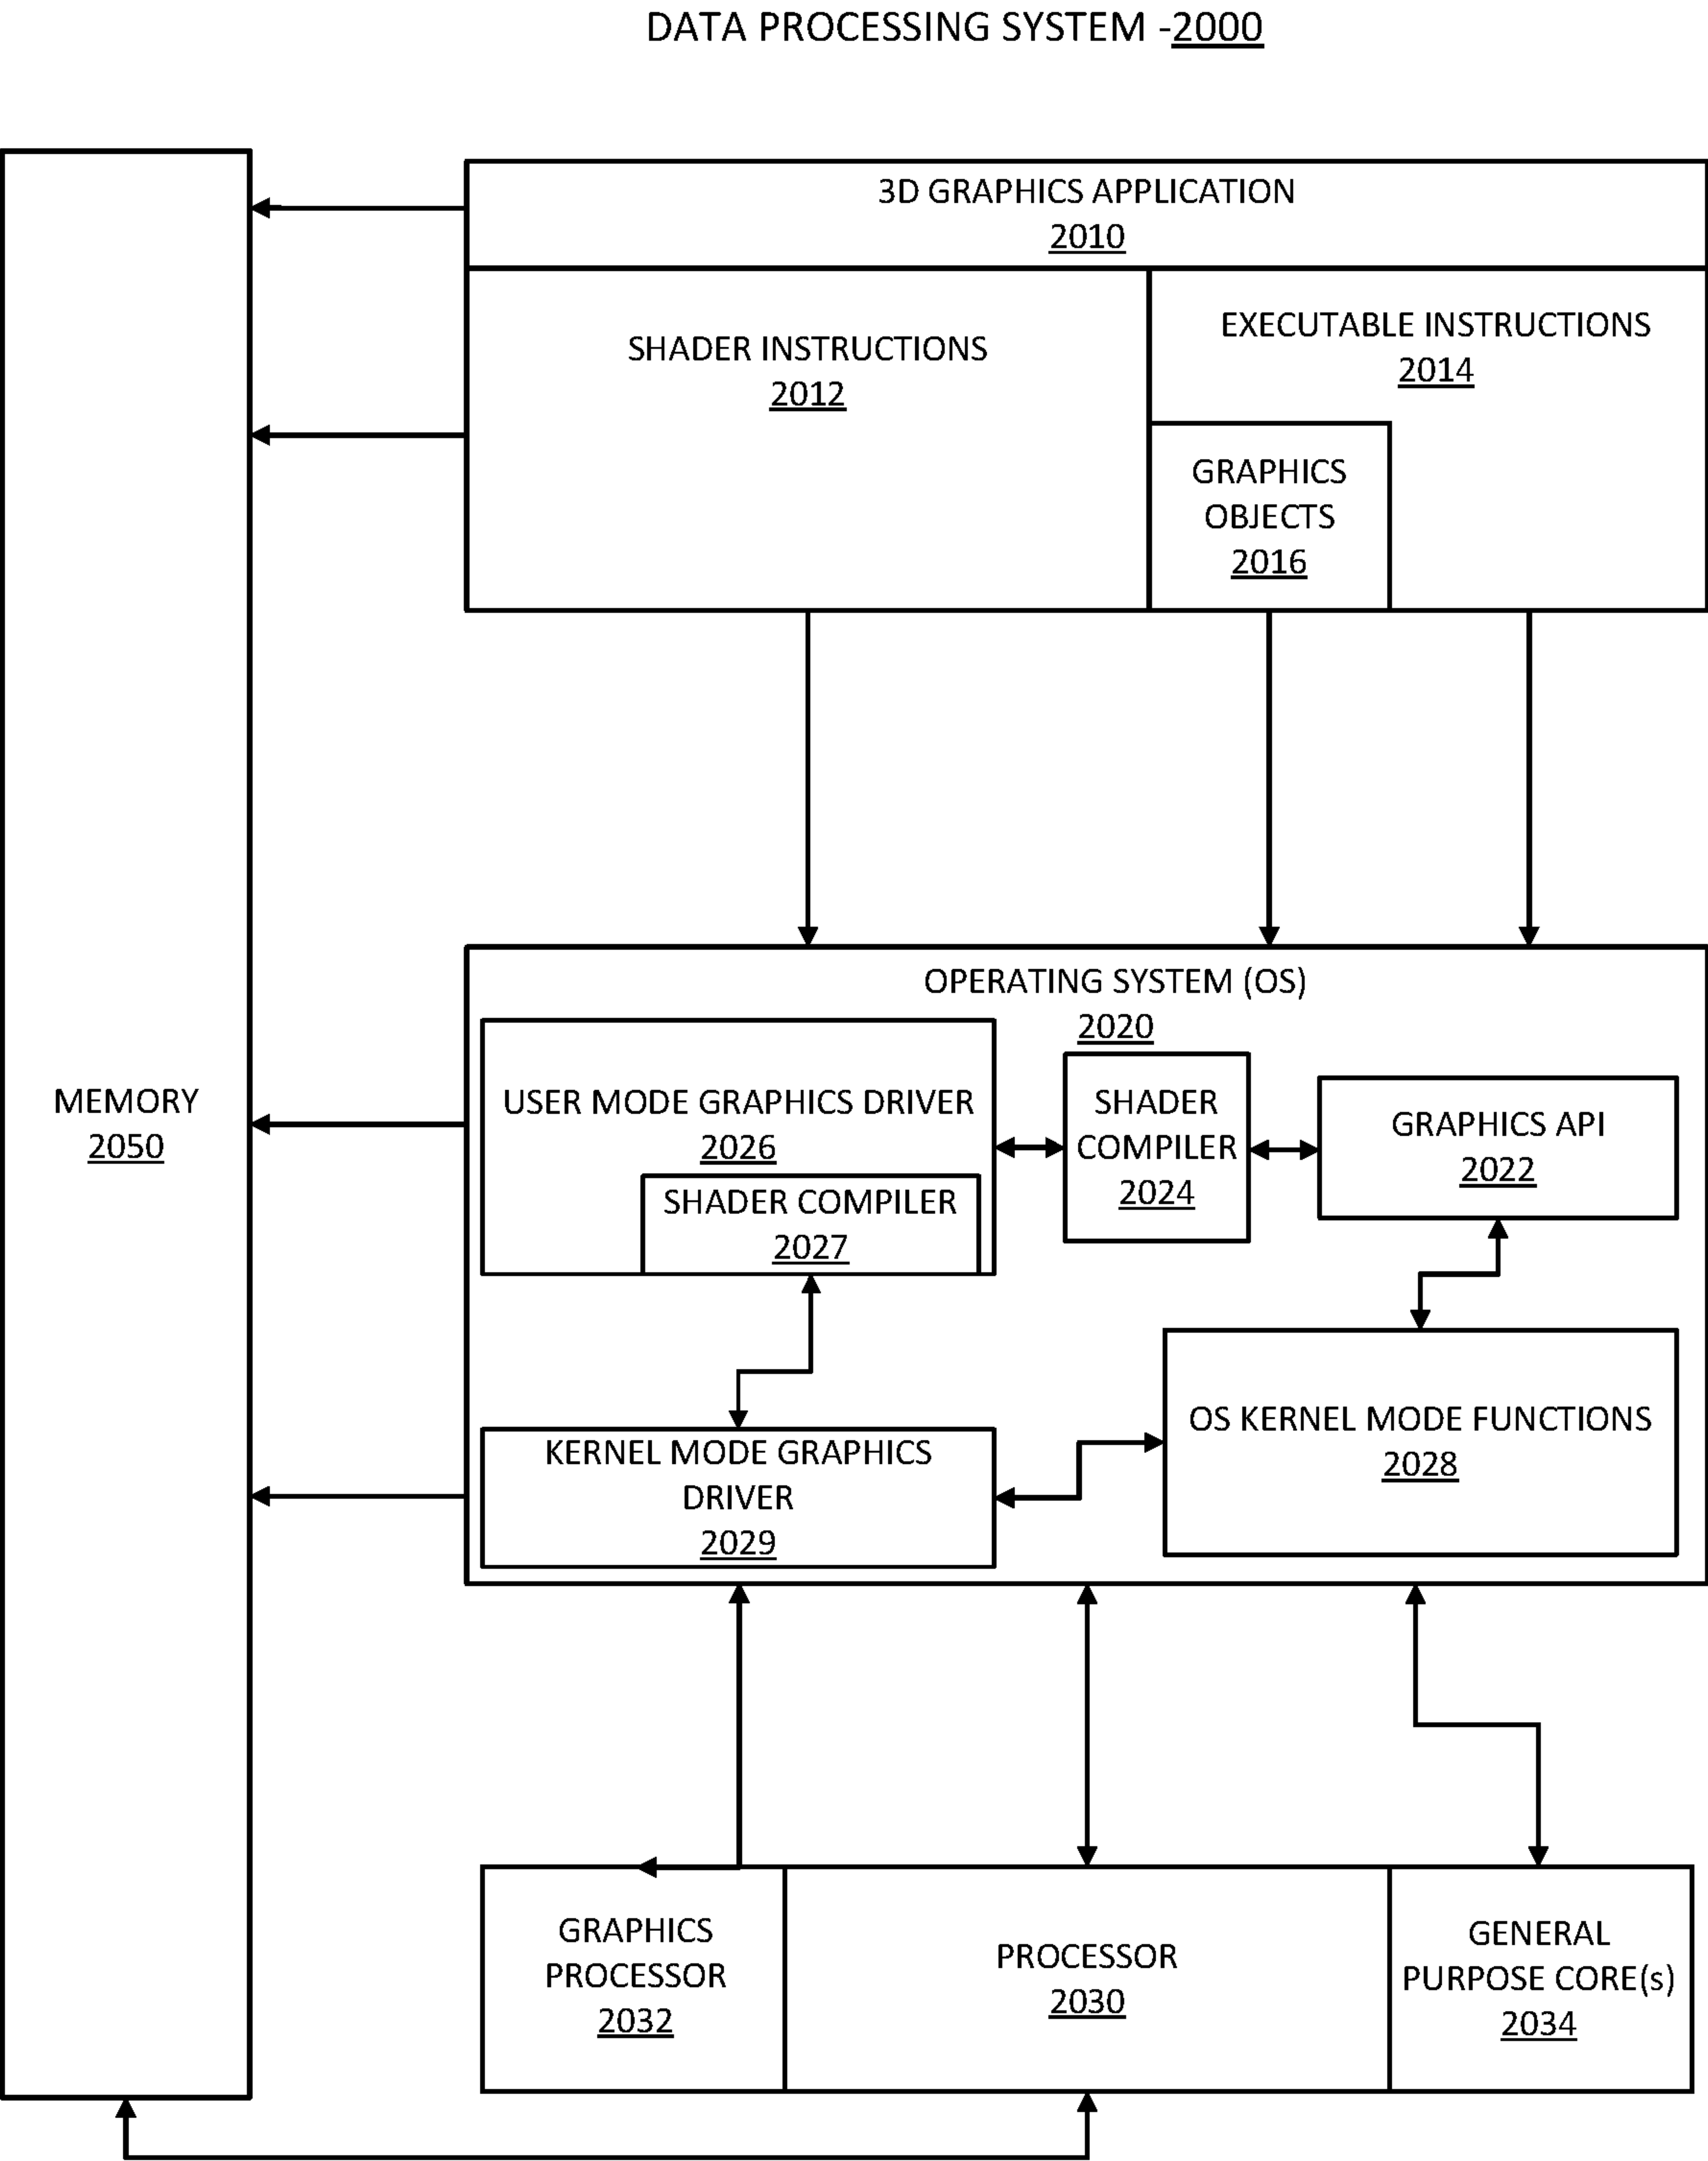 DATA PROCESSING SYSTEM -2000
3D GRAPHICS APPLICATION
2010
SHADER INSTRUCTIONS
2012
EXECUTABLE INSTRUCTIONS
2014
GRAPHICS
OBJECTS
2016
MEMORY
2050
OPERATING SYSTEM (OS)
2020
USER MODE GRAPHICS DRIVER
2026
SHADER COMPILER
2027
SHADER
COMPILER
2024
GRAPHICS API
2022
KERNEL MODE GRAPHICS
DRIVER
2029
OS KERNEL MODE FUNCTIONS
2028
GRAPHICS
PROCESSOR
2032
PROCESSOR
2030
GENERAL
PURPOSE CORE(s)
2034